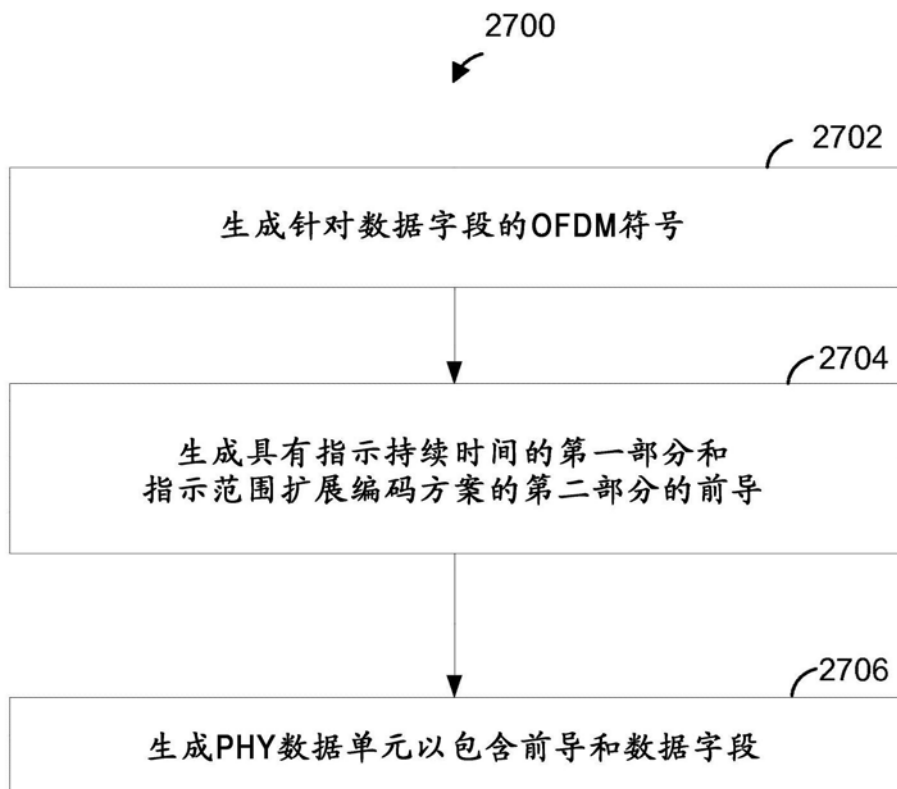 2700
2702
生成针对数据字段的OFDM符号
2704
生成具有指示持续时间的第一部分和
指示范围扩展编码方案的第二部分的前导
2706
生成PHY数据单元以包含前导和数据字段